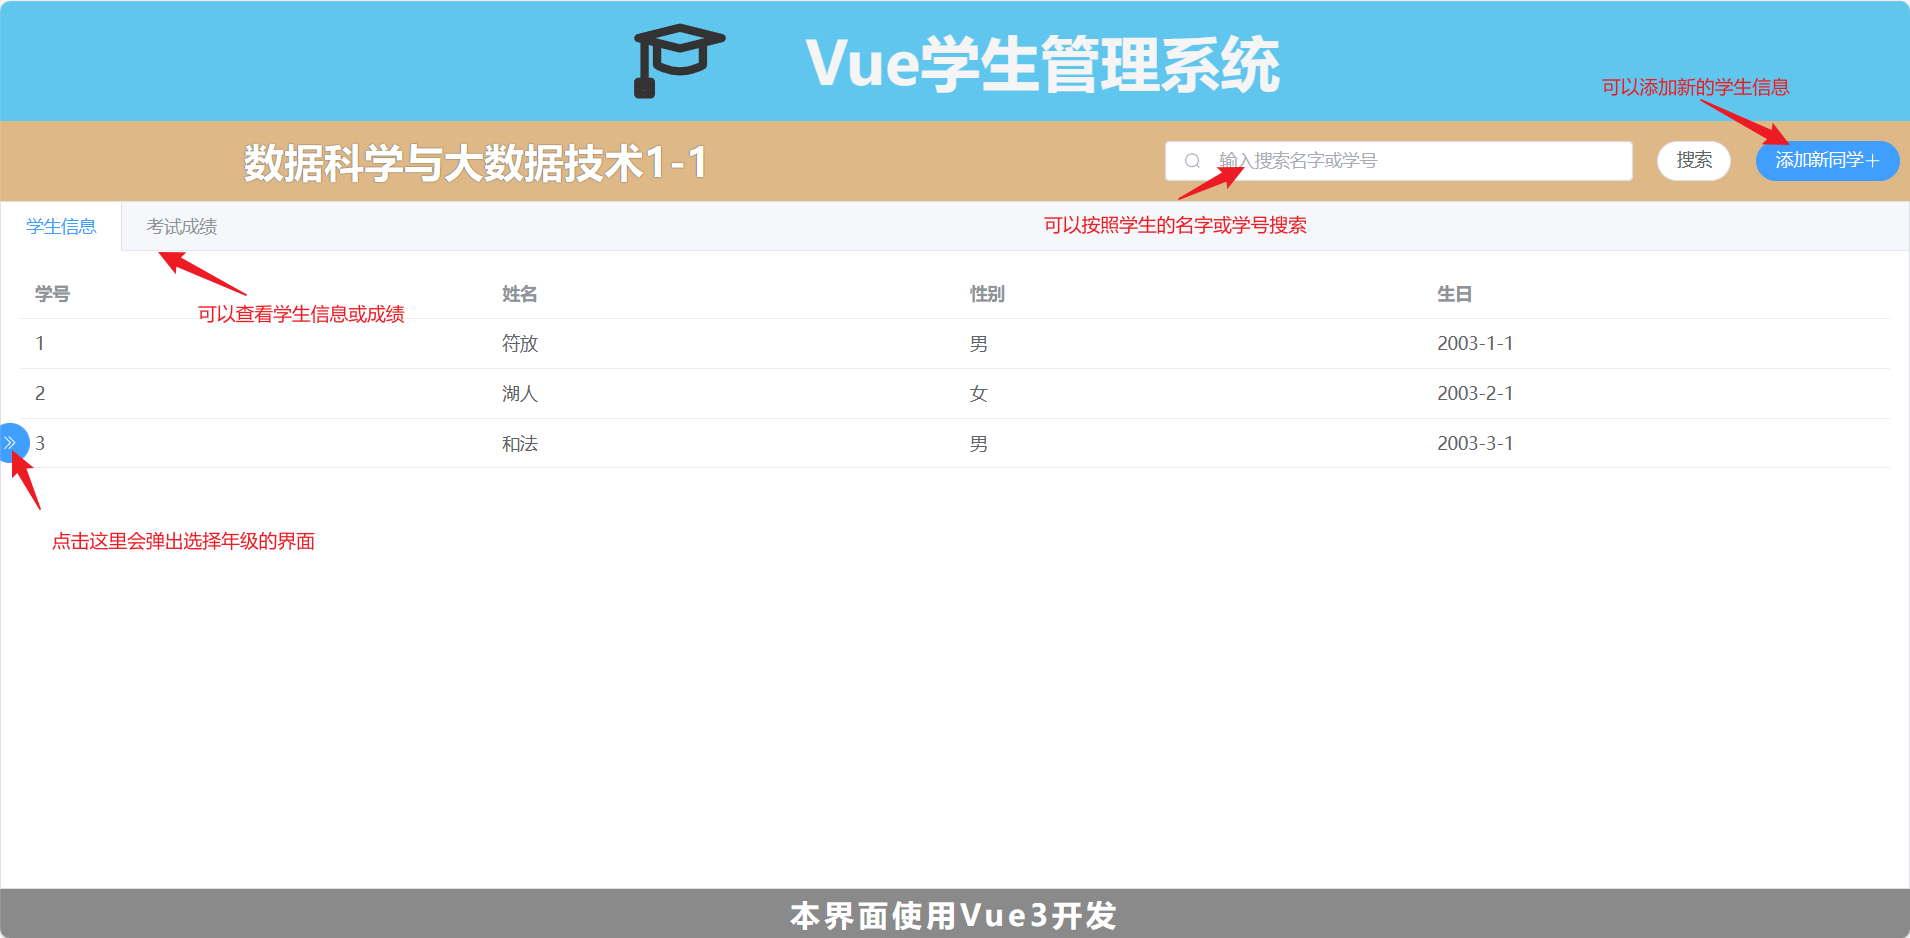 Vue学生管理系统
可以添加新的学生信息
数据科学与大数据技术1-1
输入搜索名字或学号
搜索
添加新同学+
学生信息
考试成绩
可以按照学生的名字或学号搜索
学号 姓名 性别 生日
可以查看学生信息或成绩
1 符放 男 2003-1-1
2 湖人 女 2003-2-1
3 和法 男 2003-3-1
点击这里会弹出选择年级的界面
本界面使用Vue3开发